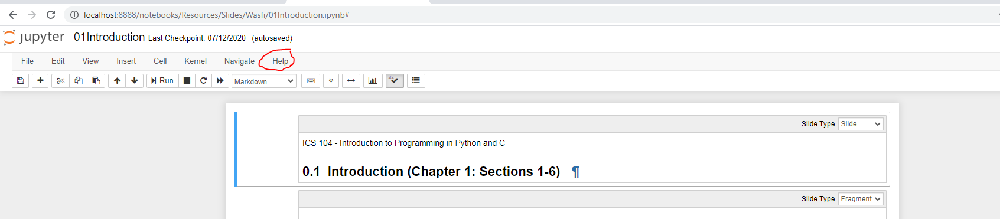 localhost:8888/notebooks/Resources/Slides/Wasfi/01Introduction.ipynb#
jupyter 01Introduction Last Checkpoint: 07/12/2020 (autosaved)
File Edit View Insert Cell Kernel Navigate Help
Run Markdown abc
Slide Type Slide
ICS 104 - Introduction to Programming in Python and C
0.1 Introduction (Chapter 1: Sections 1-6) ¶
Slide Type Fragment